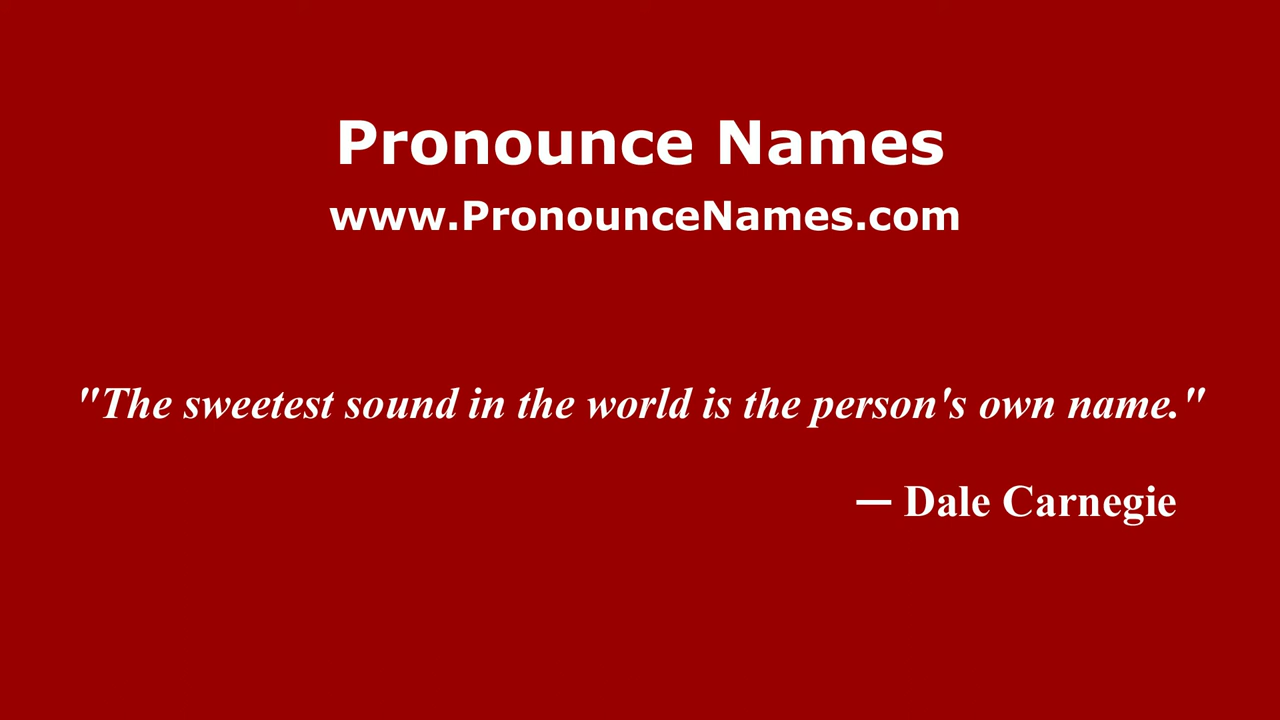 Pronounce Names
www.PronounceNames.com
"The sweetest sound in the world is the person's own name."
— Dale Carnegie